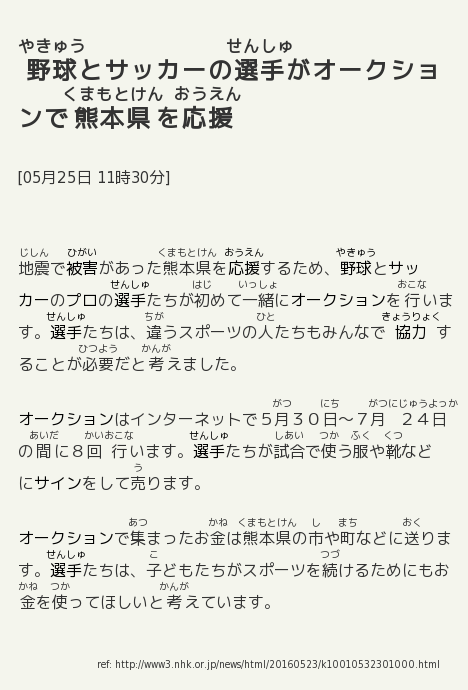 やきゅう せんしゅ
野球とサッカーの選手がオークショ
くまもとけん おうえん
ンで熊本県を応援
[05月25日 11時30分]
じしん ひがい くまもとけん おうえん やきゅう
地震で被害があった熊本県を応援するため、野球とサッ
せんしゅ はじ いっしょ おこな
カーのプロの選手たちが初めて一緒にオークションを行いま
せんしゅ ちが ひと きょうりょく
す。選手たちは、違うスポーツの人たちもみんなで協力す
ひつよう かんが
ることが必要だと考えました。
がつ にち がつにじゅうよっか
オークションはインターネットで５月３０日～７月２４日
あいだ かいおこな せんしゅ しあい つか ふく くつ
の間に８回行います。選手たちが試合で使う服や靴など
う
にサインをして売ります。
あつ かね くまもとけん し まち おく
オークションで集まったお金は熊本県の市や町などに送りま
せんしゅ こ つづ
す。選手たちは、子どもたちがスポーツを続けるためにもお
かね つか かんが
金を使ってほしいと考えています。
ref: http://www3.nhk.or.jp/news/html/20160523/k10010532301000.html